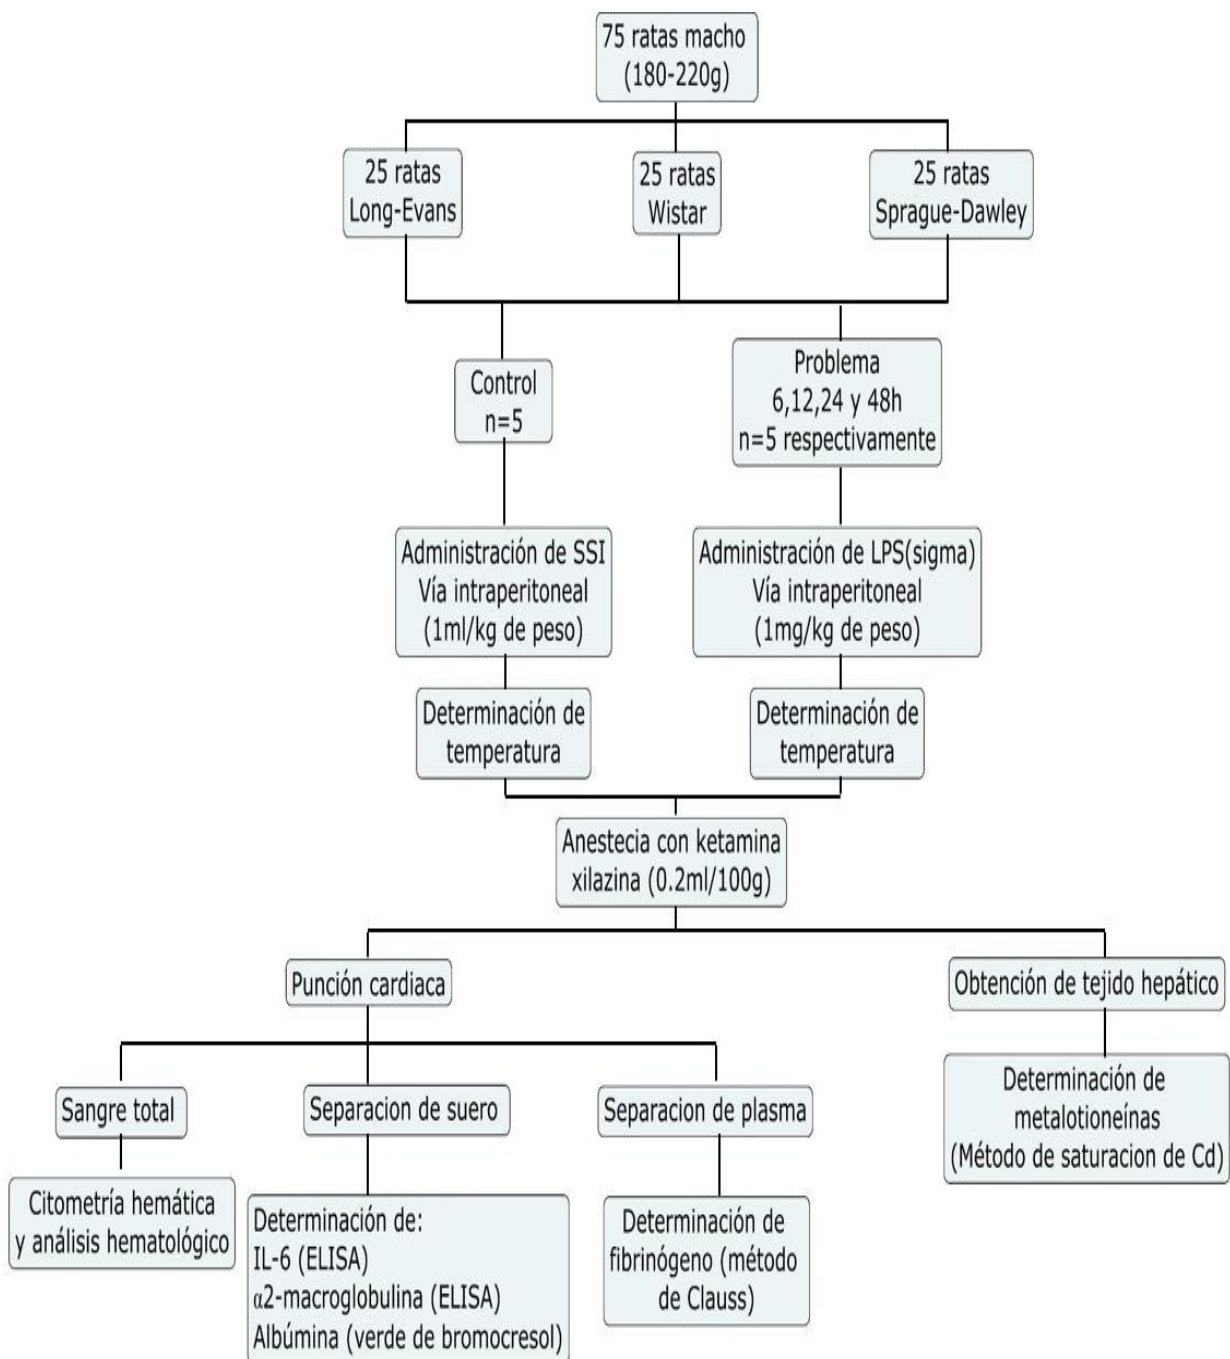 75 ratas macho
(180-220g)
25 ratas
Long-Evans
25 ratas
Wistar
25 ratas
Sprague-Dawley
Control
n=5
Problema
6,12,24 y 48h
n=5 respectivamente
Administración de SSI
Vía intraperitoneal
(1ml/kg de peso)
Administración de LPS(sigma)
Vía intraperitoneal
(1mg/kg de peso)
Determinación de
temperatura
Determinación de
temperatura
Anestecia con ketamina
xilazina (0.2ml/100g)
Punción cardiaca
Obtención de tejido hepático
Sangre total
Separacion de suero
Separacion de plasma
Determinación de
metalotioneínas
(Método de saturacion de Cd)
Citometría hemática
y análisis hematológico
Determinación de:
IL-6 (ELISA)
α2-macroglobulina (ELISA)
Albúmina (verde de bromocresol)
Determinación de
fibrinógeno (método
de Clauss)